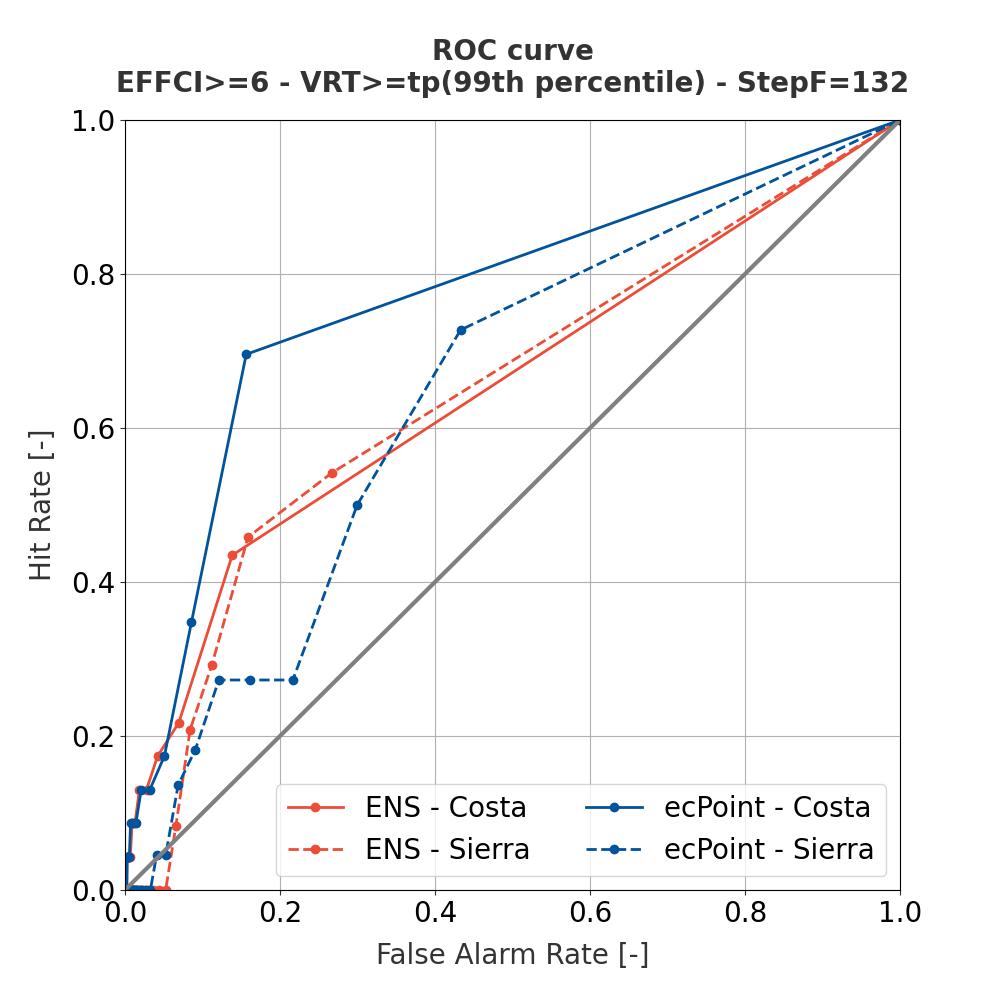 ROC curve
EFFCI>=6 - VRT>=tp(99th percentile) - StepF=132
1.0
0.8
0.6
0.4
0.2
0.0
Hit Rate [-]
ENS - Costa
ecPoint - Costa
ENS - Sierra
ecPoint - Sierra
0.0 0.2 0.4 0.6 0.8 1.0
False Alarm Rate [-]